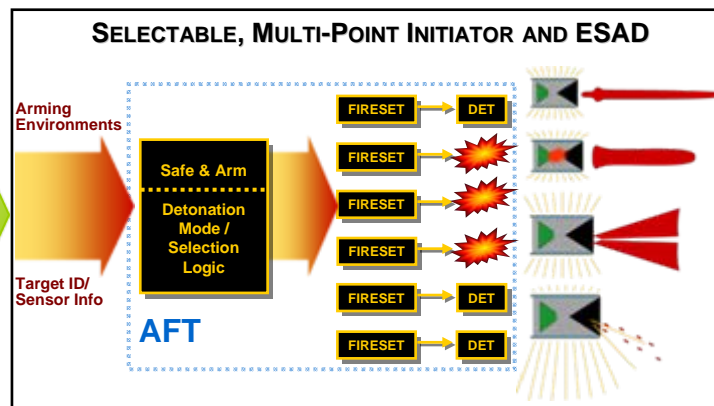 SELECTABLE, MULTI-POINT INITIATOR AND ESAD
Arming
Environments
Target ID/
Sensor Info
Safe & Arm
Detonation
Mode /
Selection
Logic
AFT
FIRESET DET
FIRESET
FIRESET
FIRESET
FIRESET DET
FIRESET DET